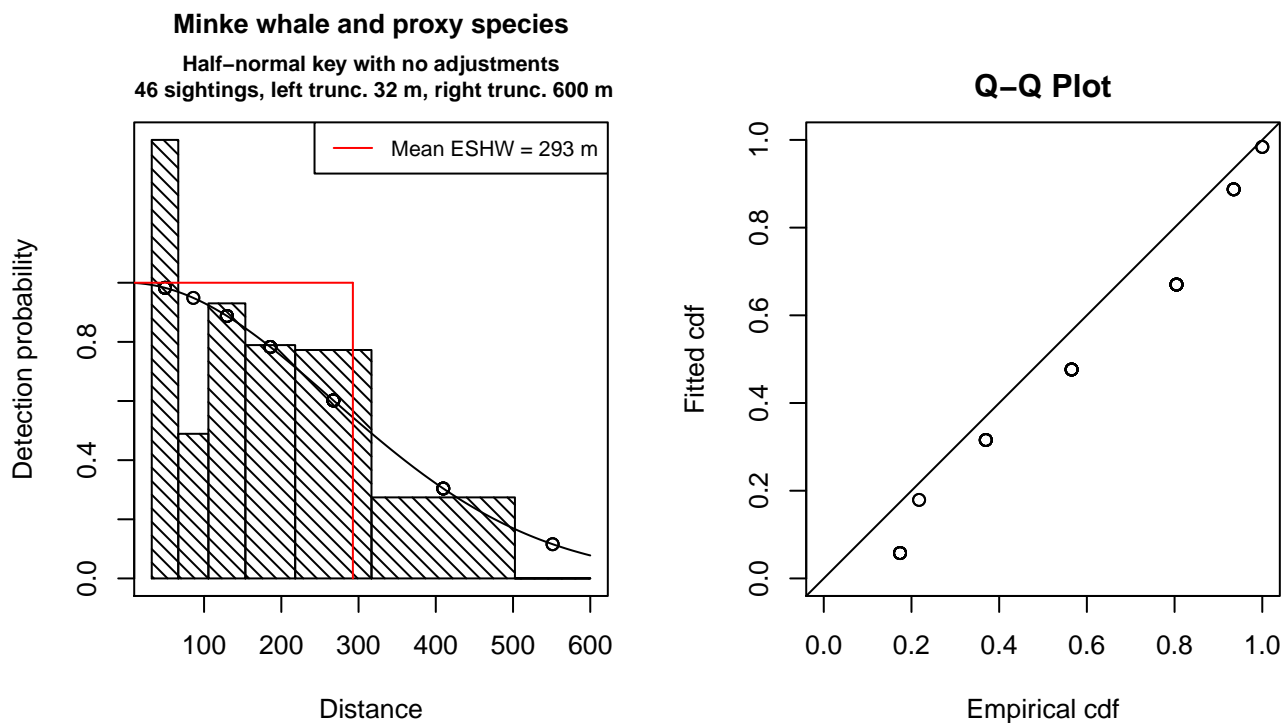 Minke whale and proxy species
Half−normal key with no adjustments
46 sightings, left trunc. 32 m, right trunc. 600 m
Mean ESHW = 293 m
Detection probability
0.8
0.4
0.0
100 200 300 400 500 600
Distance
Q−Q Plot
Fitted cdf
1.0
0.8
0.6
0.4
0.2
0.0
0.0 0.2 0.4 0.6 0.8 1.0
Empirical cdf